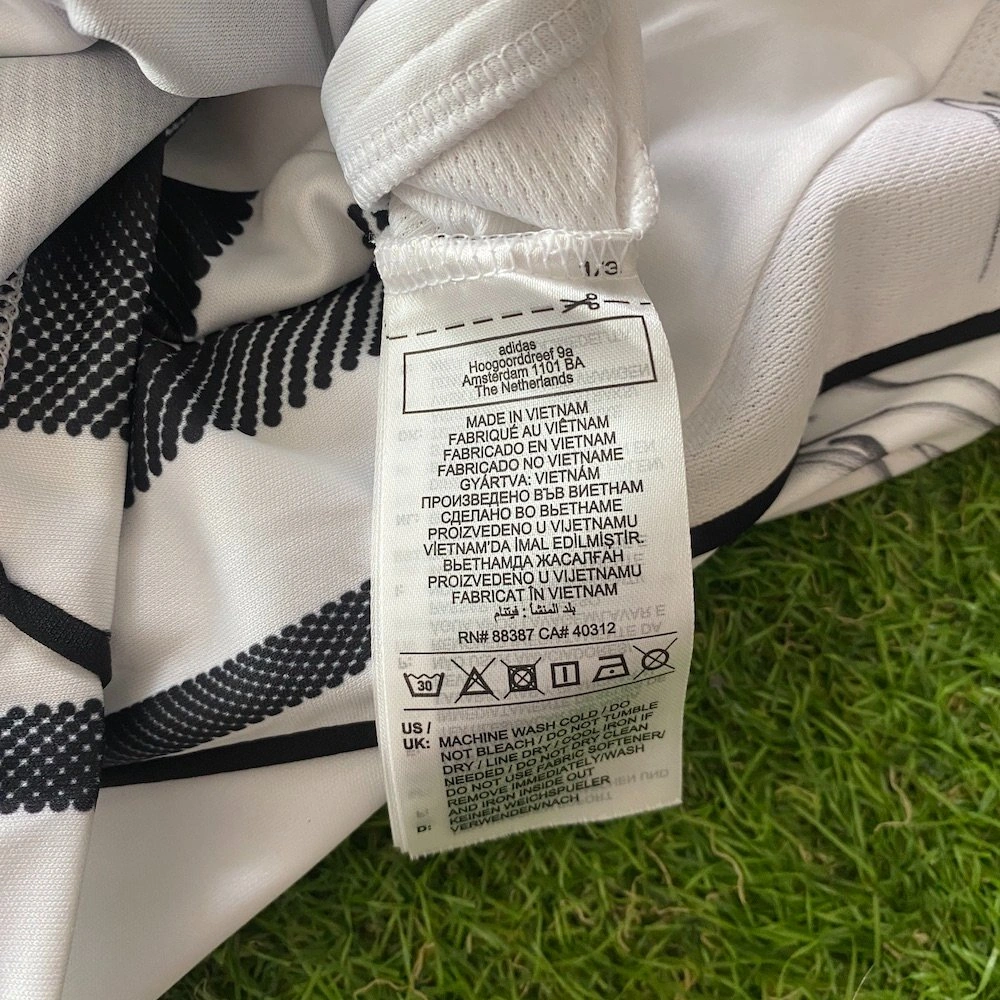 1/3
adidas
Hoogoorddreef 9a
Amsterdam 1101 BA
The Netherlands
MADE IN VIETNAM
FABRIQUÉ AU VIÊTNAM
FABRICADO EN VIETNAM
FABRICADO NO VIETNAME
GYÁRTVA: VIETNÁM
ПРОИЗВЕДЕНО ВЪВ ВИЕТНАМ
СДЕЛАНО ВО ВЬЕТНАМЕ
PROIZVEDENO U VIJETNAMU
VİETNAM'DA İMAL EDİLMİŞTİR.
ВЬЕТНАМДА ЖАСАЛҒАН
PROIZVEDENO U VIJETNAMU
FABRICAT ÎN VIETNAM
بلد المنشأ : فيتنام
RN# 88387 CA# 40312
30
US / UK: MACHINE WASH COLD / DO
NOT BLEACH / DO NOT TUMBLE
DRY / LINE DRY / COOL IRON IF
NEEDED / DO NOT DRY CLEAN
DO NOT USE FABRIC SOFTENER/
REMOVE IMMEDIATELY/WASH
AND IRON INSIDE OUT
D: KEINEN WEICHSPUELER
VERWENDEN/NACH